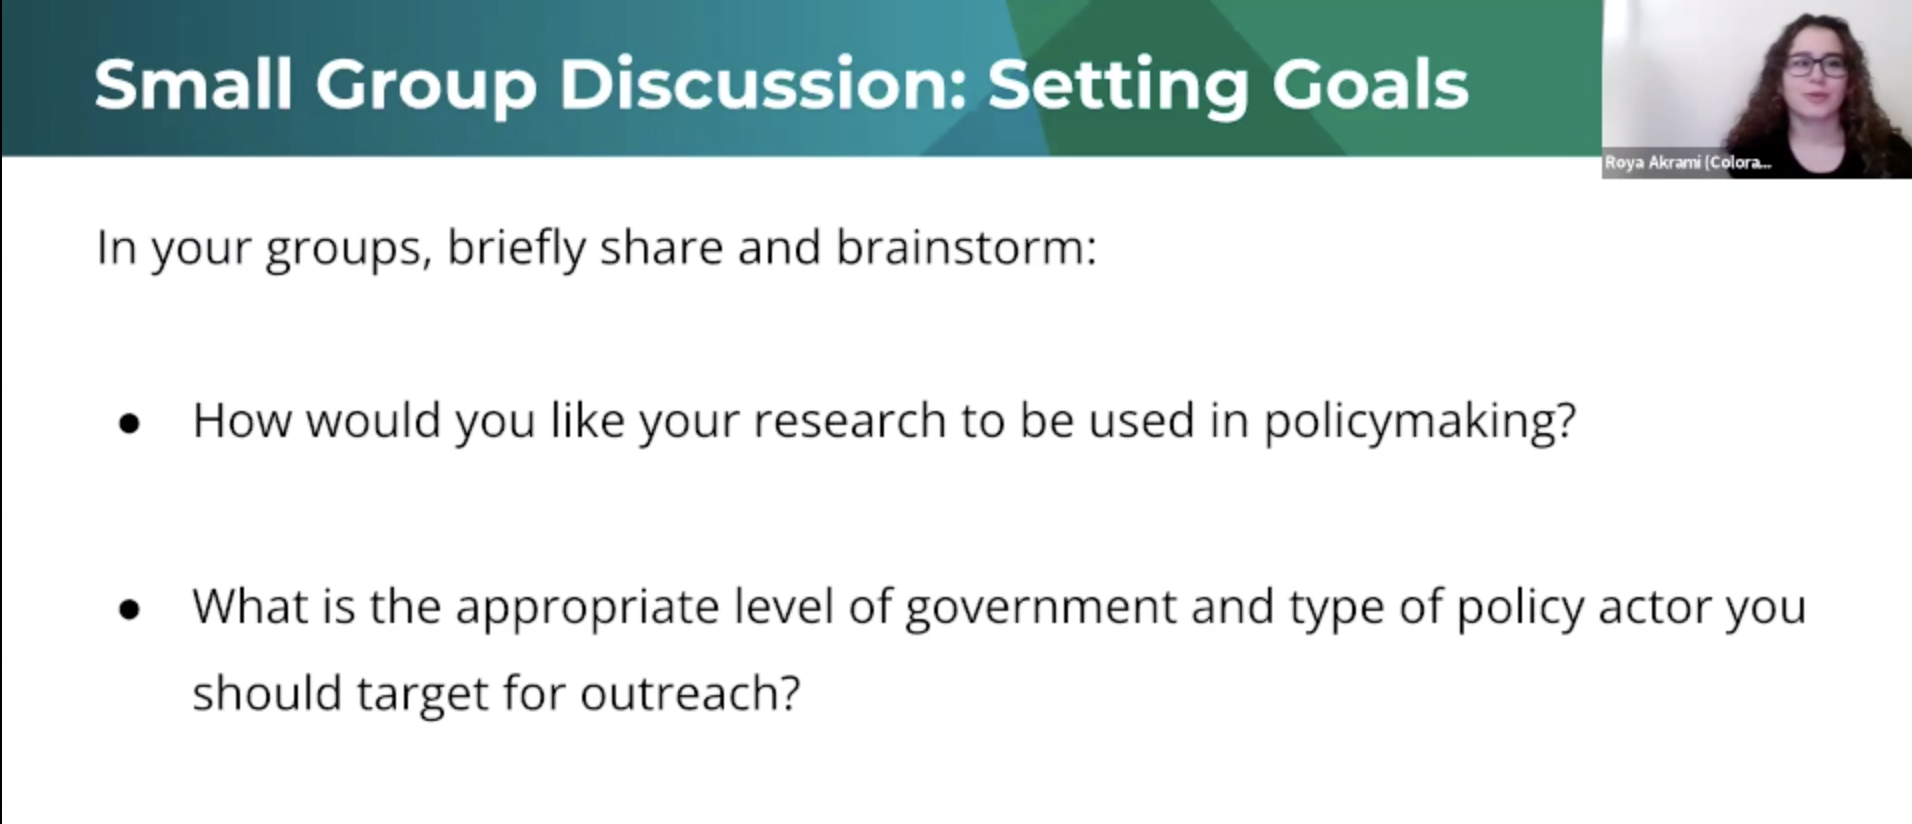 Small Group Discussion: Setting Goals
Roya Akrami (Colora...
In your groups, briefly share and brainstorm:
● How would you like your research to be used in policymaking?
● What is the appropriate level of government and type of policy actor you
should target for outreach?